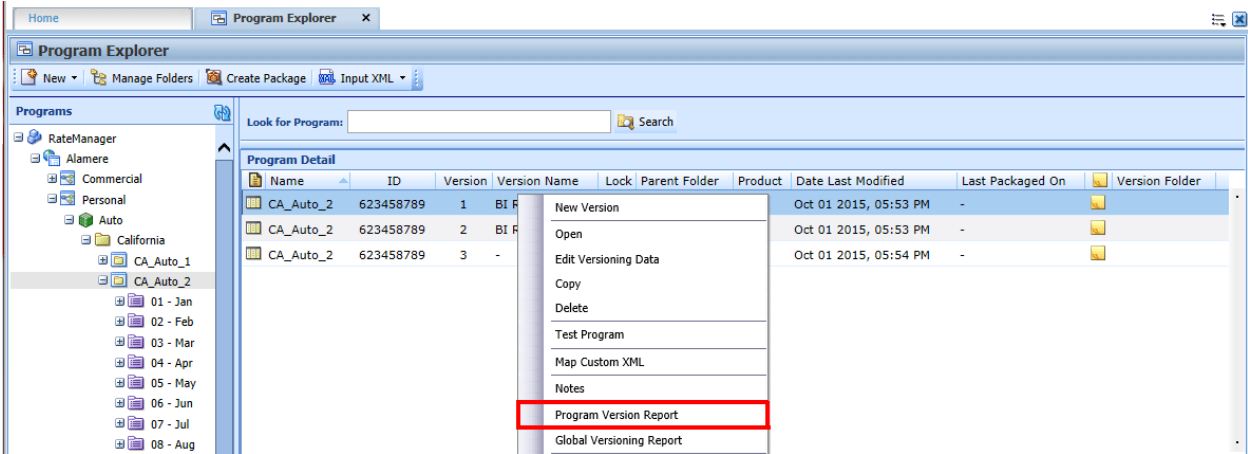 Home Program Explorer x
Program Explorer
New Manage Folders Create Package Input XML
Programs
Look for Program: Search
RateManager
Alamere
Commercial
Personal
Auto
California
CA_Auto_1
CA_Auto_2
01 - Jan
02 - Feb
03 - Mar
04 - Apr
05 - May
06 - Jun
07 - Jul
08 - Aug
Program Detail
Name ID Version Version Name Lock Parent Folder Product Date Last Modified Last Packaged On Version Folder
CA_Auto_2 623458789 1 BI Oct 01 2015, 05:53 PM -
CA_Auto_2 623458789 2 BI Oct 01 2015, 05:53 PM -
CA_Auto_2 623458789 3 - Oct 01 2015, 05:54 PM -
New Version
Open
Edit Versioning Data
Copy
Delete
Test Program
Map Custom XML
Notes
Program Version Report
Global Versioning Report